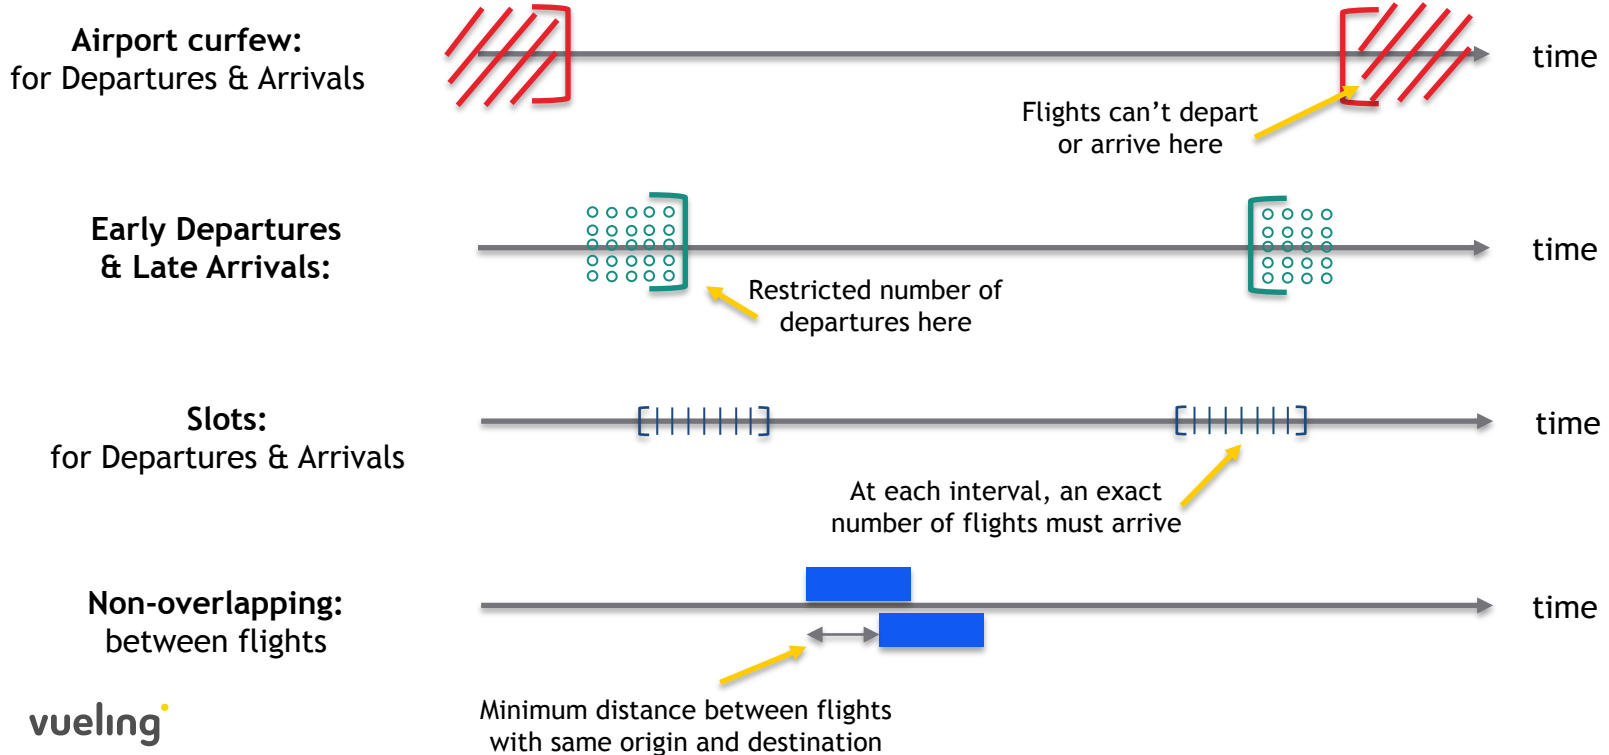 Airport curfew:
for Departures & Arrivals
time
Flights can’t depart
or arrive here
Early Departures
& Late Arrivals:
time
Restricted number of
departures here
Slots:
for Departures & Arrivals
time
At each interval, an exact
number of flights must arrive
Non-overlapping:
between flights
time
Minimum distance between flights
with same origin and destination
vueling